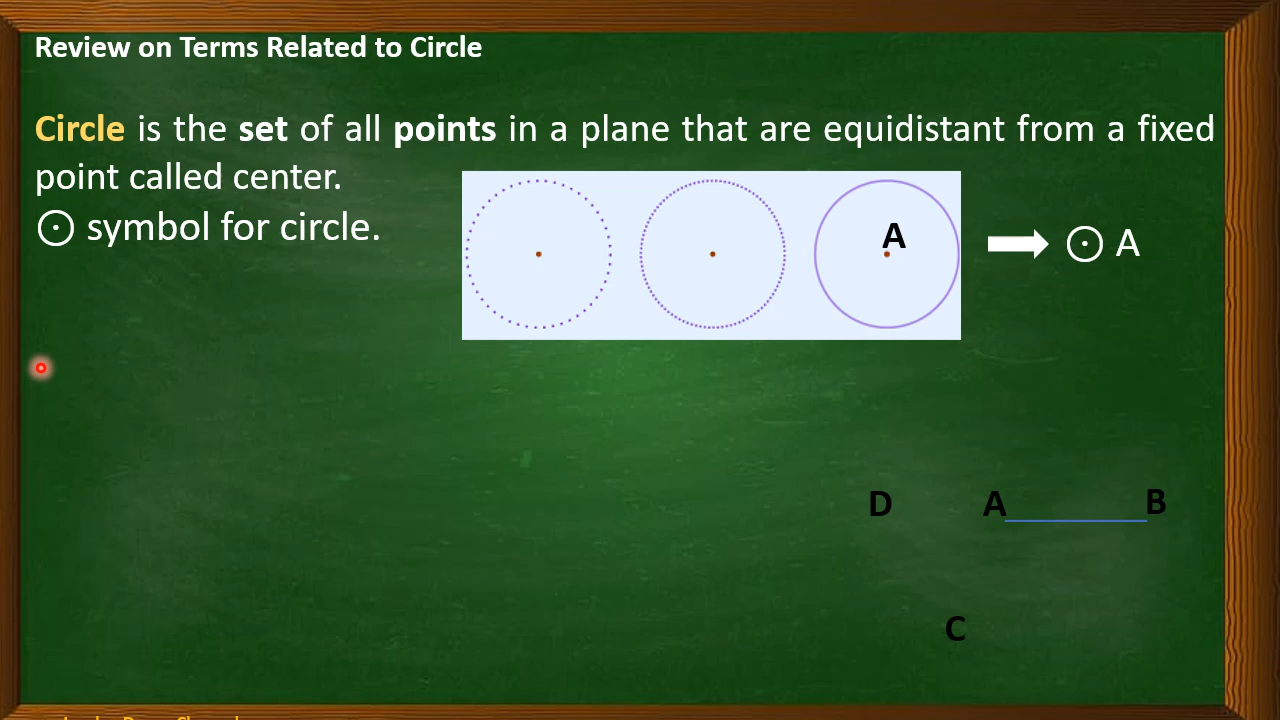 Review on Terms Related to Circle
Circle is the set of all points in a plane that are equidistant from a fixed
point called center.
⨀ symbol for circle.
A
⨀ A
D A B
C